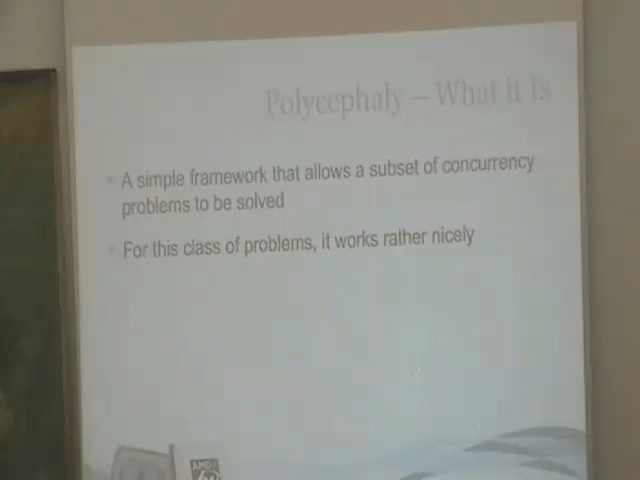 Polycephaly – What it Is
A simple framework that allows a subset of concurrency
problems to be solved
For this class of problems, it works rather nicely